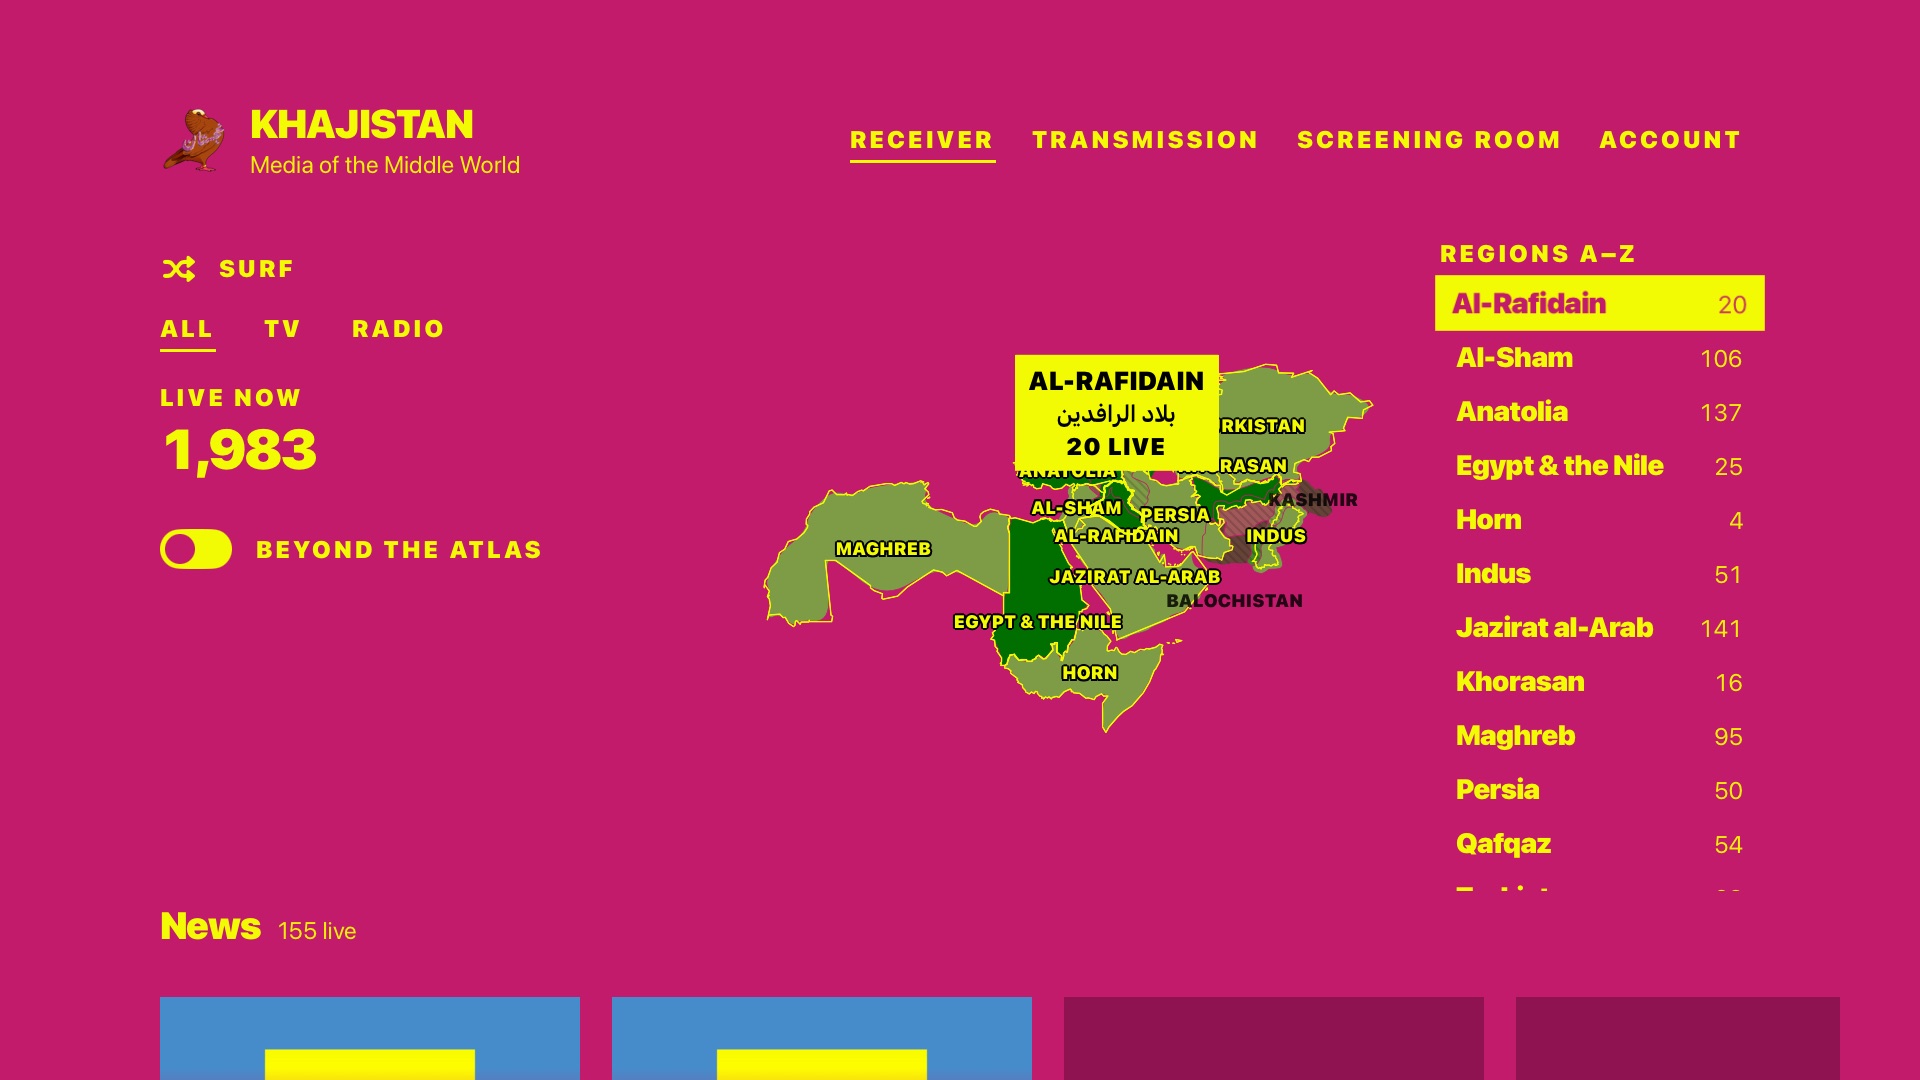 KHAJISTAN
Media of the Middle World
RECEIVER
TRANSMISSION
SCREENING ROOM
ACCOUNT
SURF
ALL
TV
RADIO
LIVE NOW
1,983
BEYOND THE ATLAS
AL-RAFIDAIN
بلاد الرافدين
20 LIVE
ANATOLIA
AL-SHAM
PERSIA
KASHMIR
AL-RAFIDAIN
INDUS
MAGHREB
JAZIRAT AL-ARAB
BALOCHISTAN
EGYPT & THE NILE
HORN
REGIONS A–Z
Al-Rafidain 20
Al-Sham 106
Anatolia 137
Egypt & the Nile 25
Horn 4
Indus 51
Jazirat al-Arab 141
Khorasan 16
Maghreb 95
Persia 50
Qafqaz 54
News 155 live